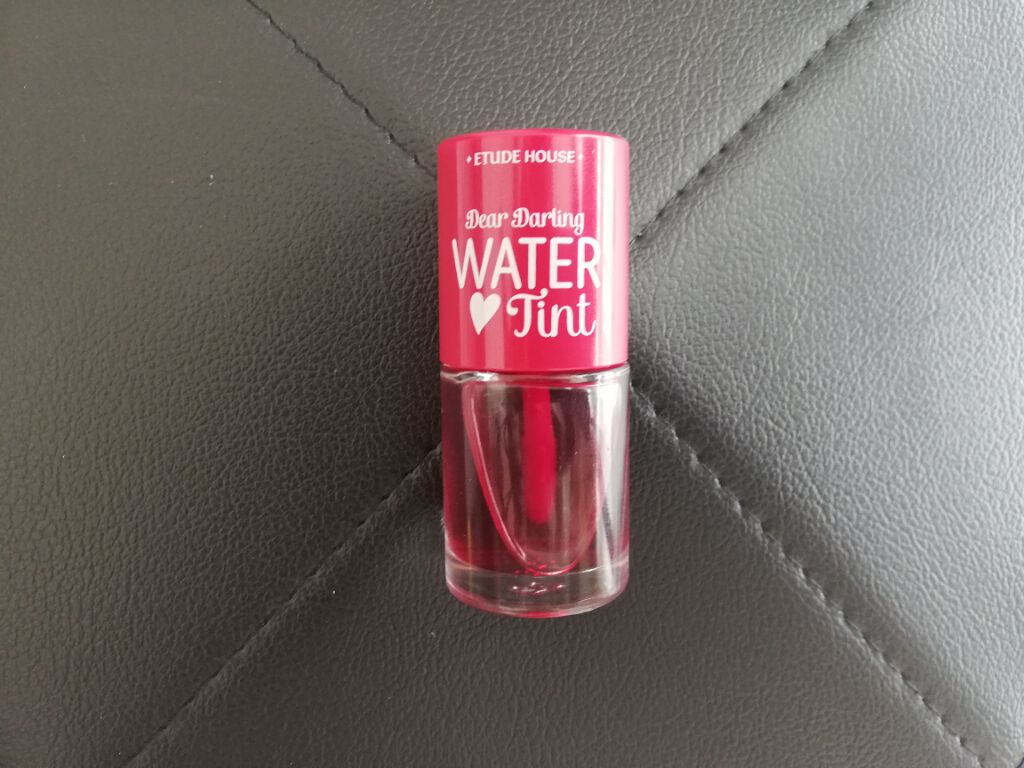 ETUDE HOUSE
Dear Darling
WATER
Tint